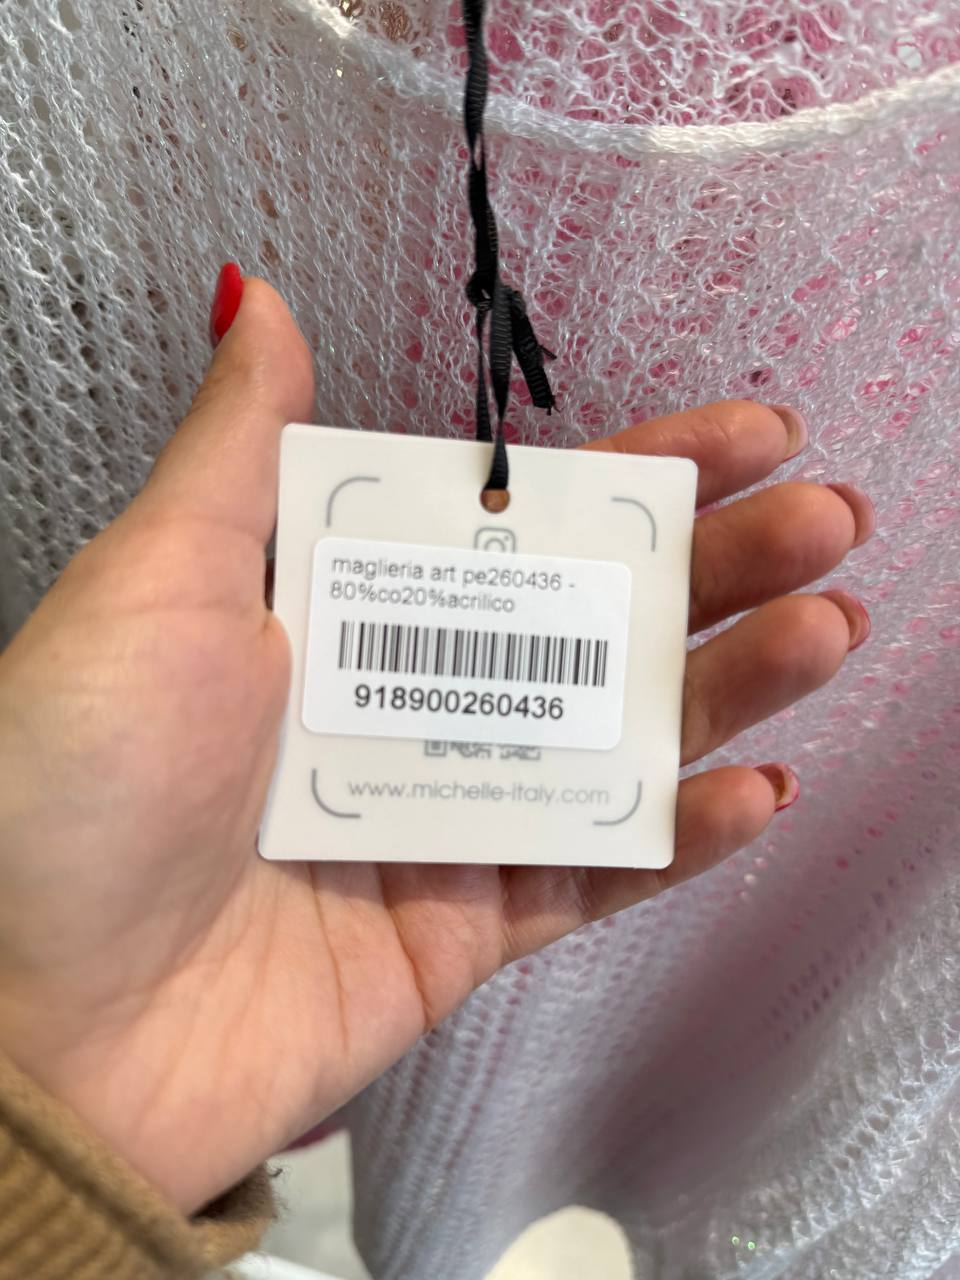 maglieria art pe260436 -
80%co20%acrilico
918900260436
www.michelle-italy.com